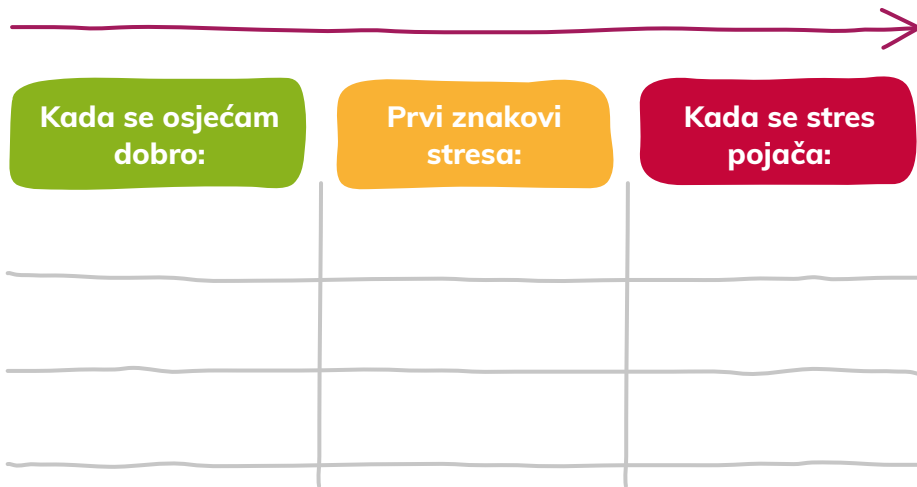 Kada se osjećam
dobro:
Prvi znakovi
stresa:
Kada se stres
pojača: